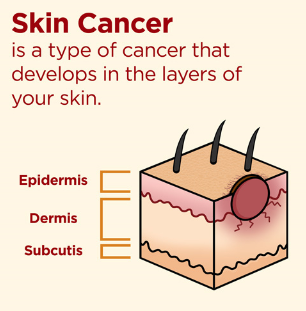 Skin Cancer
is a type of cancer that
develops in the layers of
your skin.
Epidermis
Dermis
Subcutis